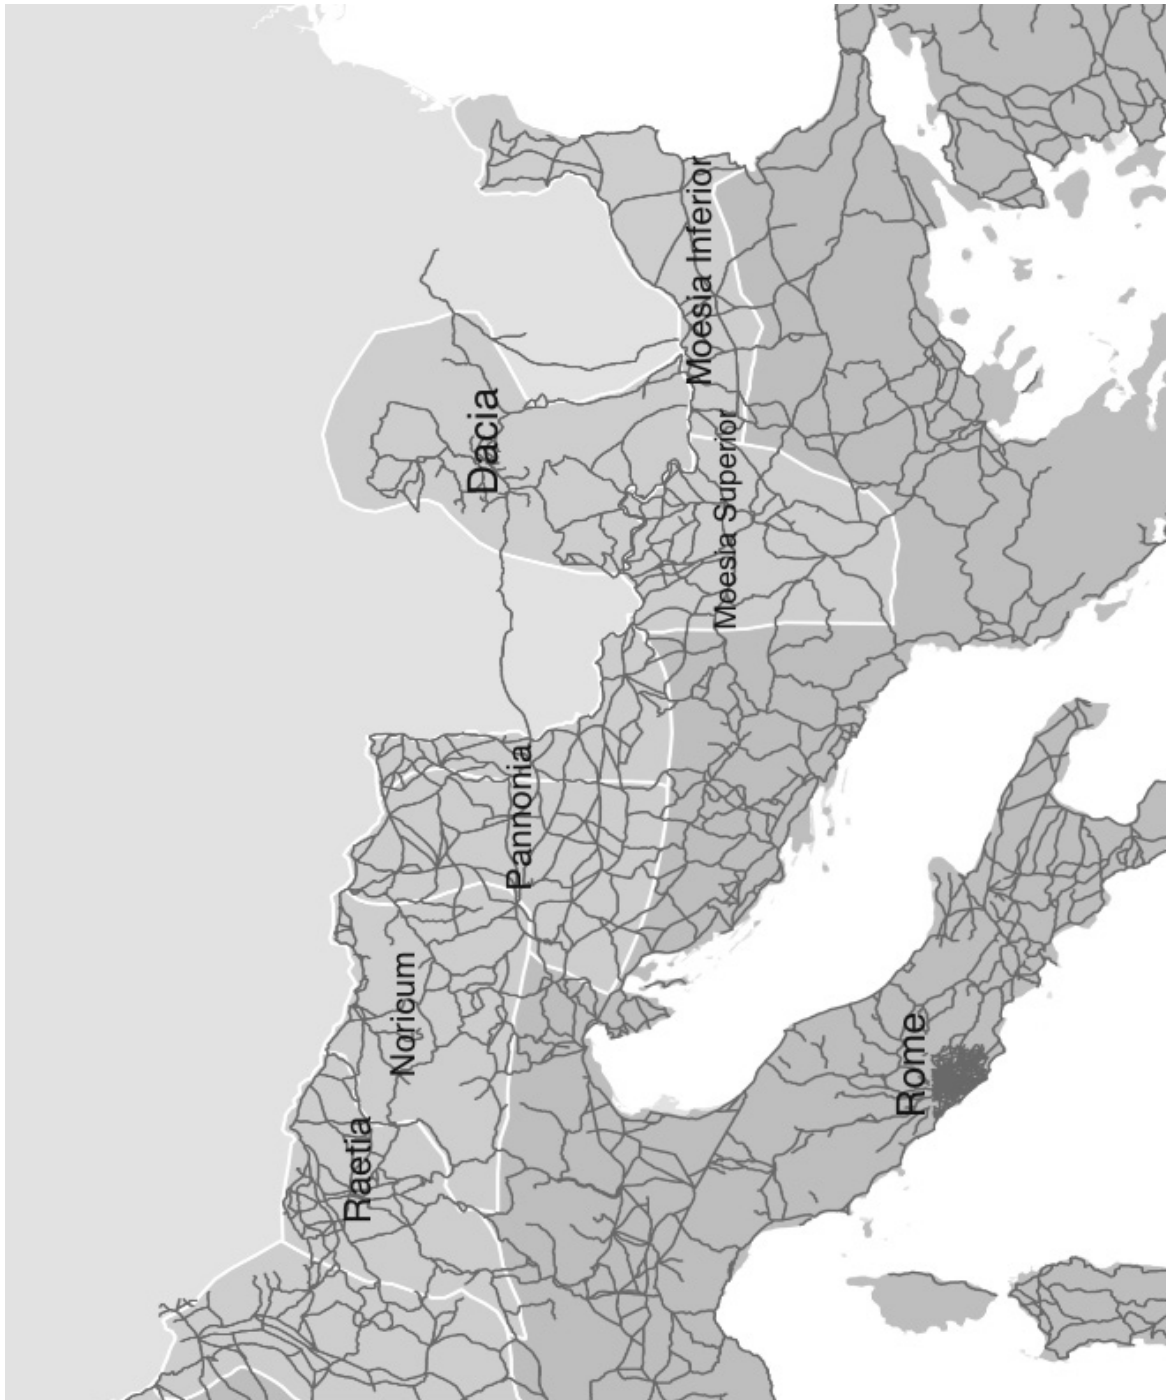 Raetia
Noricum
Pannonia
Dacia
Moesia Superior
Moesia Inferior
Rome